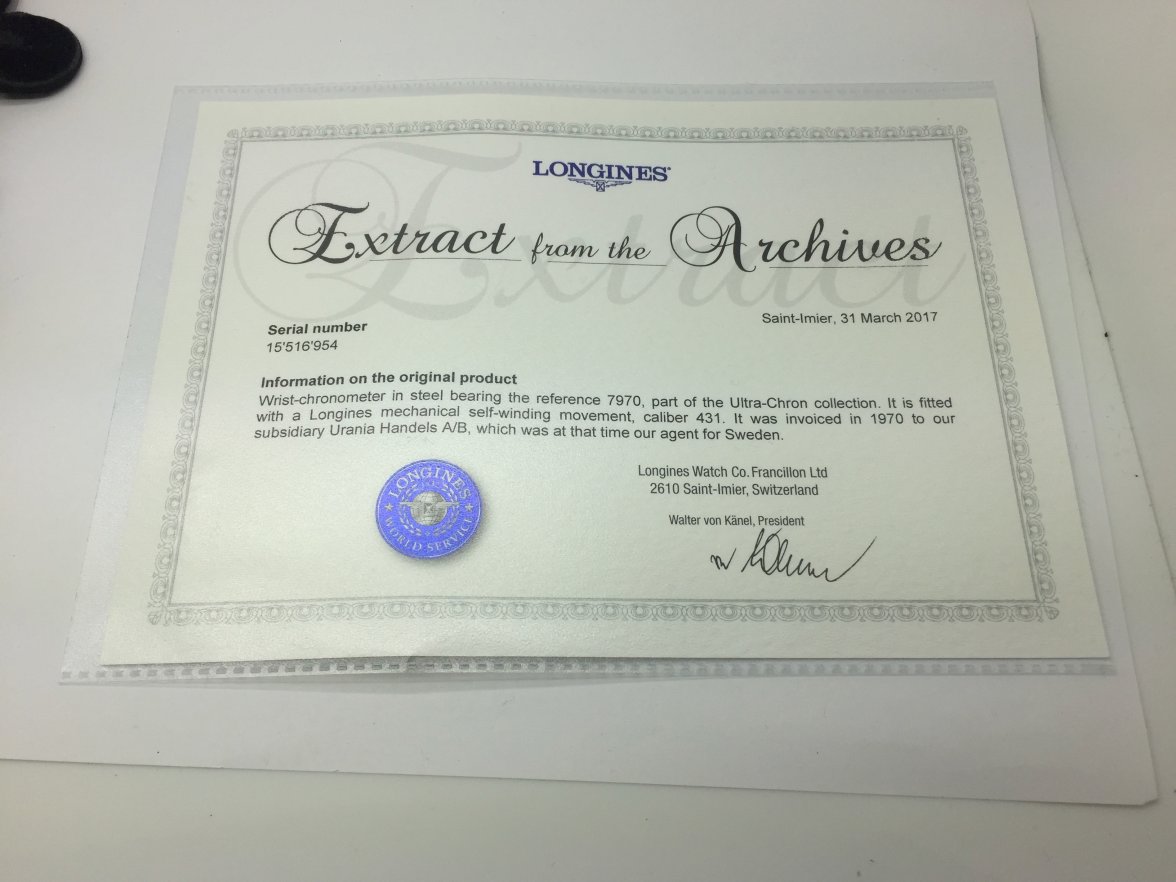 LONGINES®
Extract from the Archives
Extract
Saint-Imier, 31 March 2017
Serial number
15'516'954
Information on the original product
Wrist-chronometer in steel bearing the reference 7970, part of the Ultra-Chron collection. It is fitted
with a Longines mechanical self-winding movement, caliber 431. It was invoiced in 1970 to our
subsidiary Urania Handels A/B, which was at that time our agent for Sweden.
LONGINES
WORLD SERVICE
Longines Watch Co. Francillon Ltd
2610 Saint-Imier, Switzerland
Walter von Känel, President